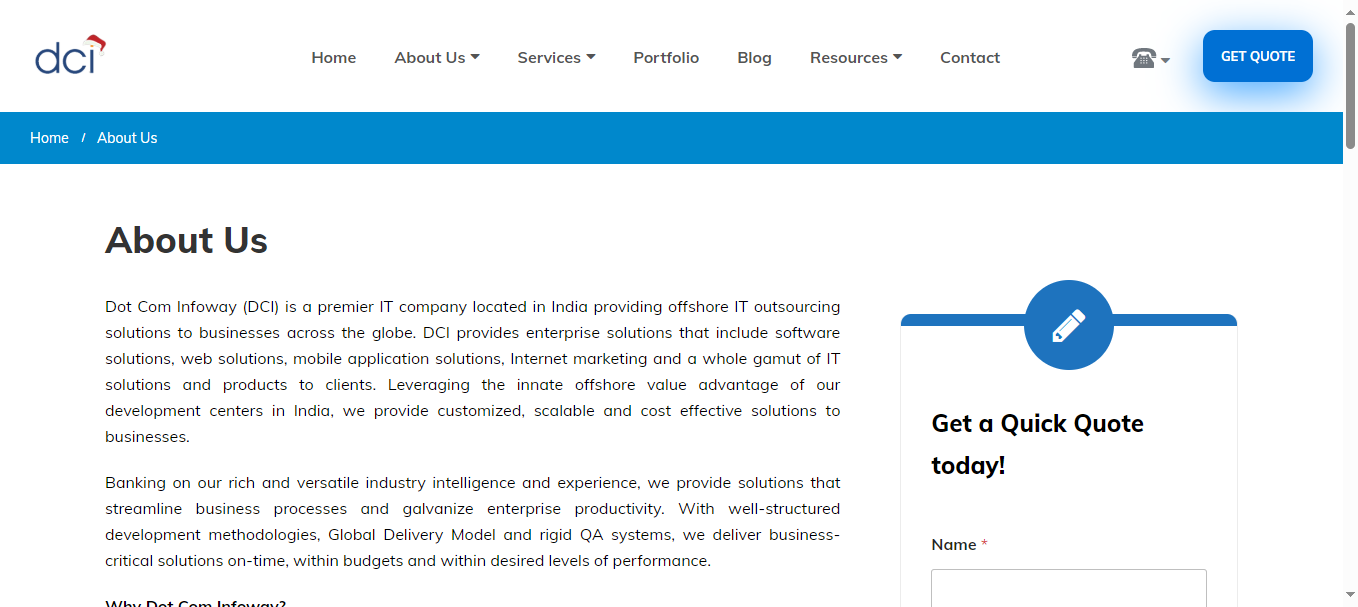 dci
Home
About Us
Services
Portfolio
Blog
Resources
Contact
GET QUOTE
Home / About Us
About Us
Dot Com Infoway (DCI) is a premier IT company located in India providing offshore IT outsourcing
solutions to businesses across the globe. DCI provides enterprise solutions that include software
solutions, web solutions, mobile application solutions, Internet marketing and a whole gamut of IT
solutions and products to clients. Leveraging the innate offshore value advantage of our
development centers in India, we provide customized, scalable and cost effective solutions to
businesses.
Banking on our rich and versatile industry intelligence and experience, we provide solutions that
streamline business processes and galvanize enterprise productivity. With well-structured
development methodologies, Global Delivery Model and rigid QA systems, we deliver business-
critical solutions on-time, within budgets and within desired levels of performance.
Why Dot Com Infoway?
Get a Quick Quote
today!
Name *